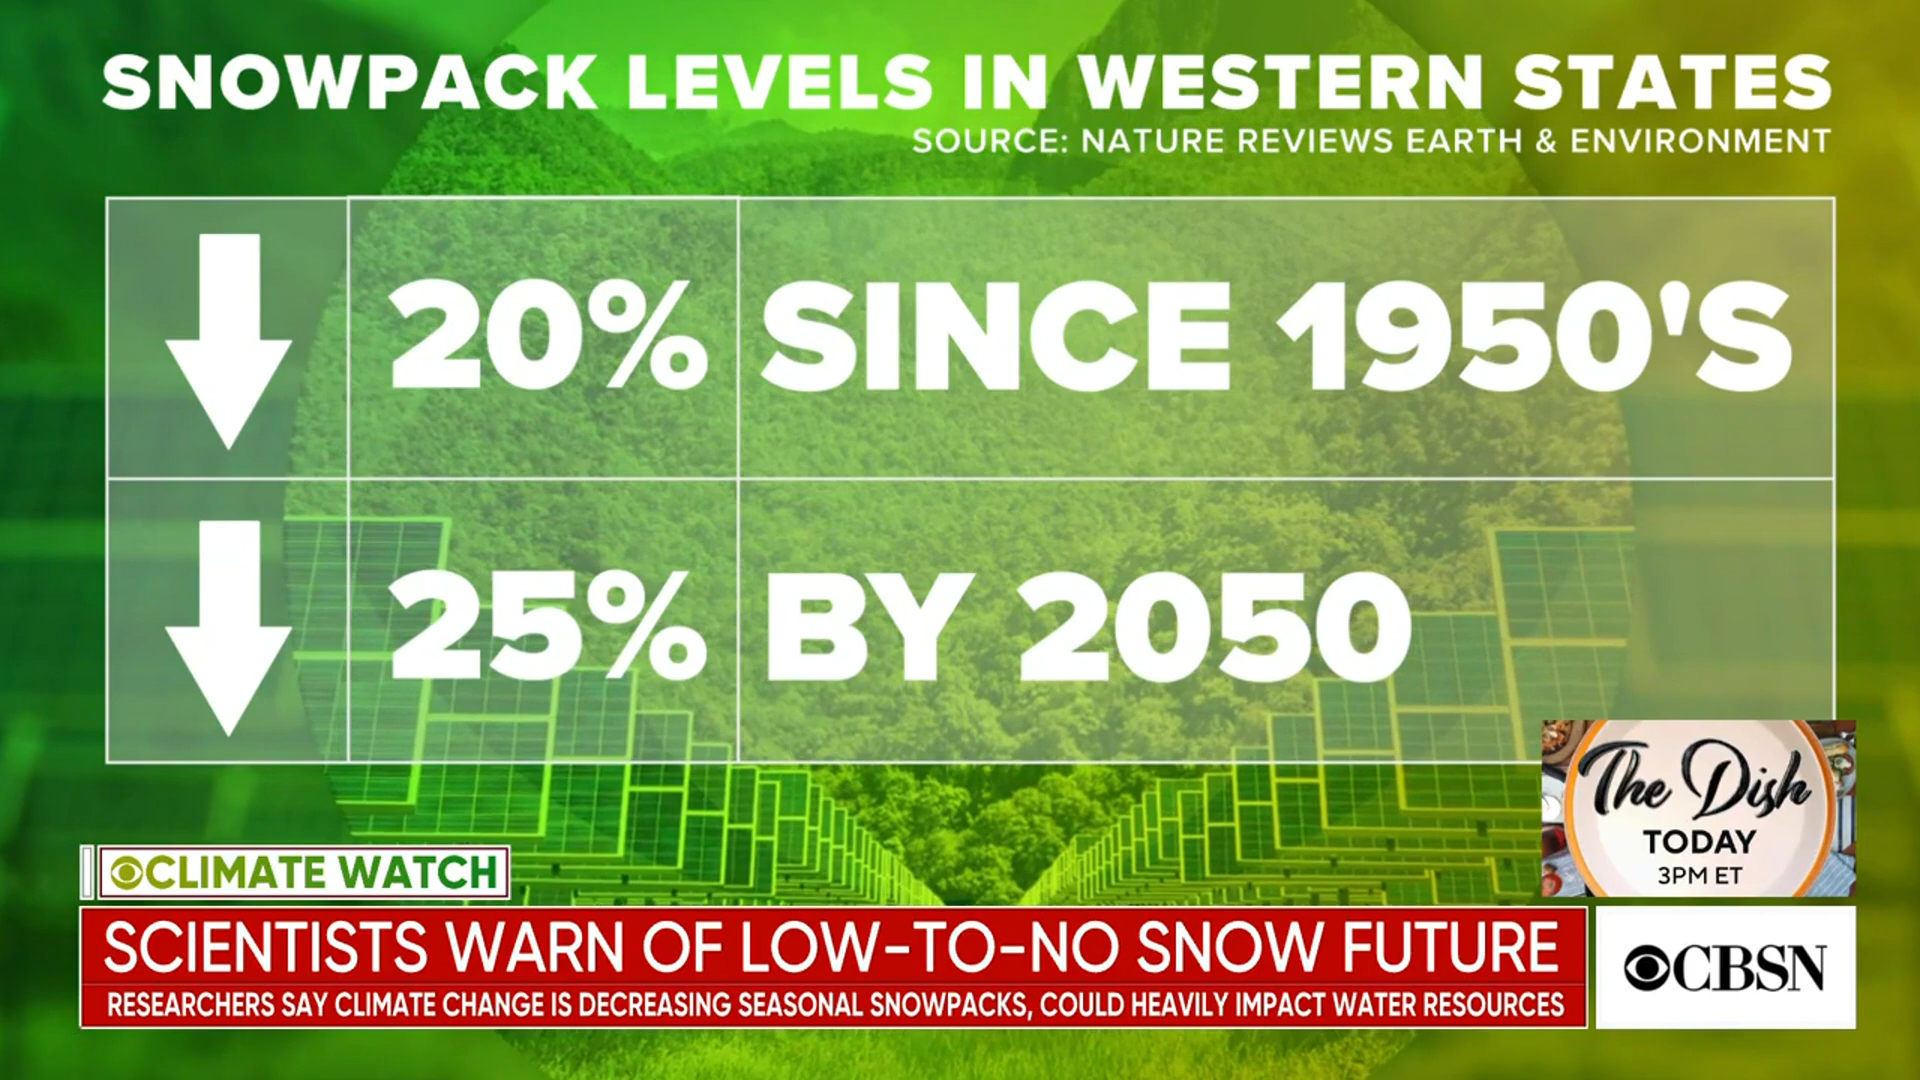 SNOWPACK LEVELS IN WESTERN STATES
SOURCE: NATURE REVIEWS EARTH & ENVIRONMENT
20% SINCE 1950'S
25% BY 2050
The Dish
TODAY
3PM ET
CLIMATE WATCH
SCIENTISTS WARN OF LOW-TO-NO SNOW FUTURE
RESEARCHERS SAY CLIMATE CHANGE IS DECREASING SEASONAL SNOWPACKS, COULD HEAVILY IMPACT WATER RESOURCES
CBSN